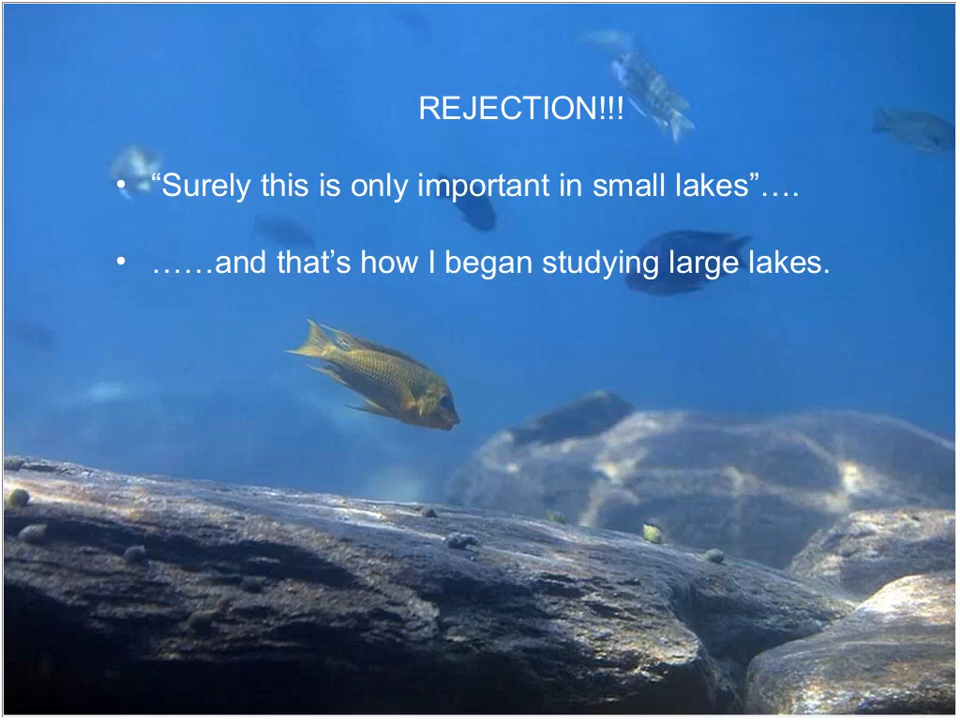 REJECTION!!!
• “Surely this is only important in small lakes”….
• ……and that’s how I began studying large lakes.